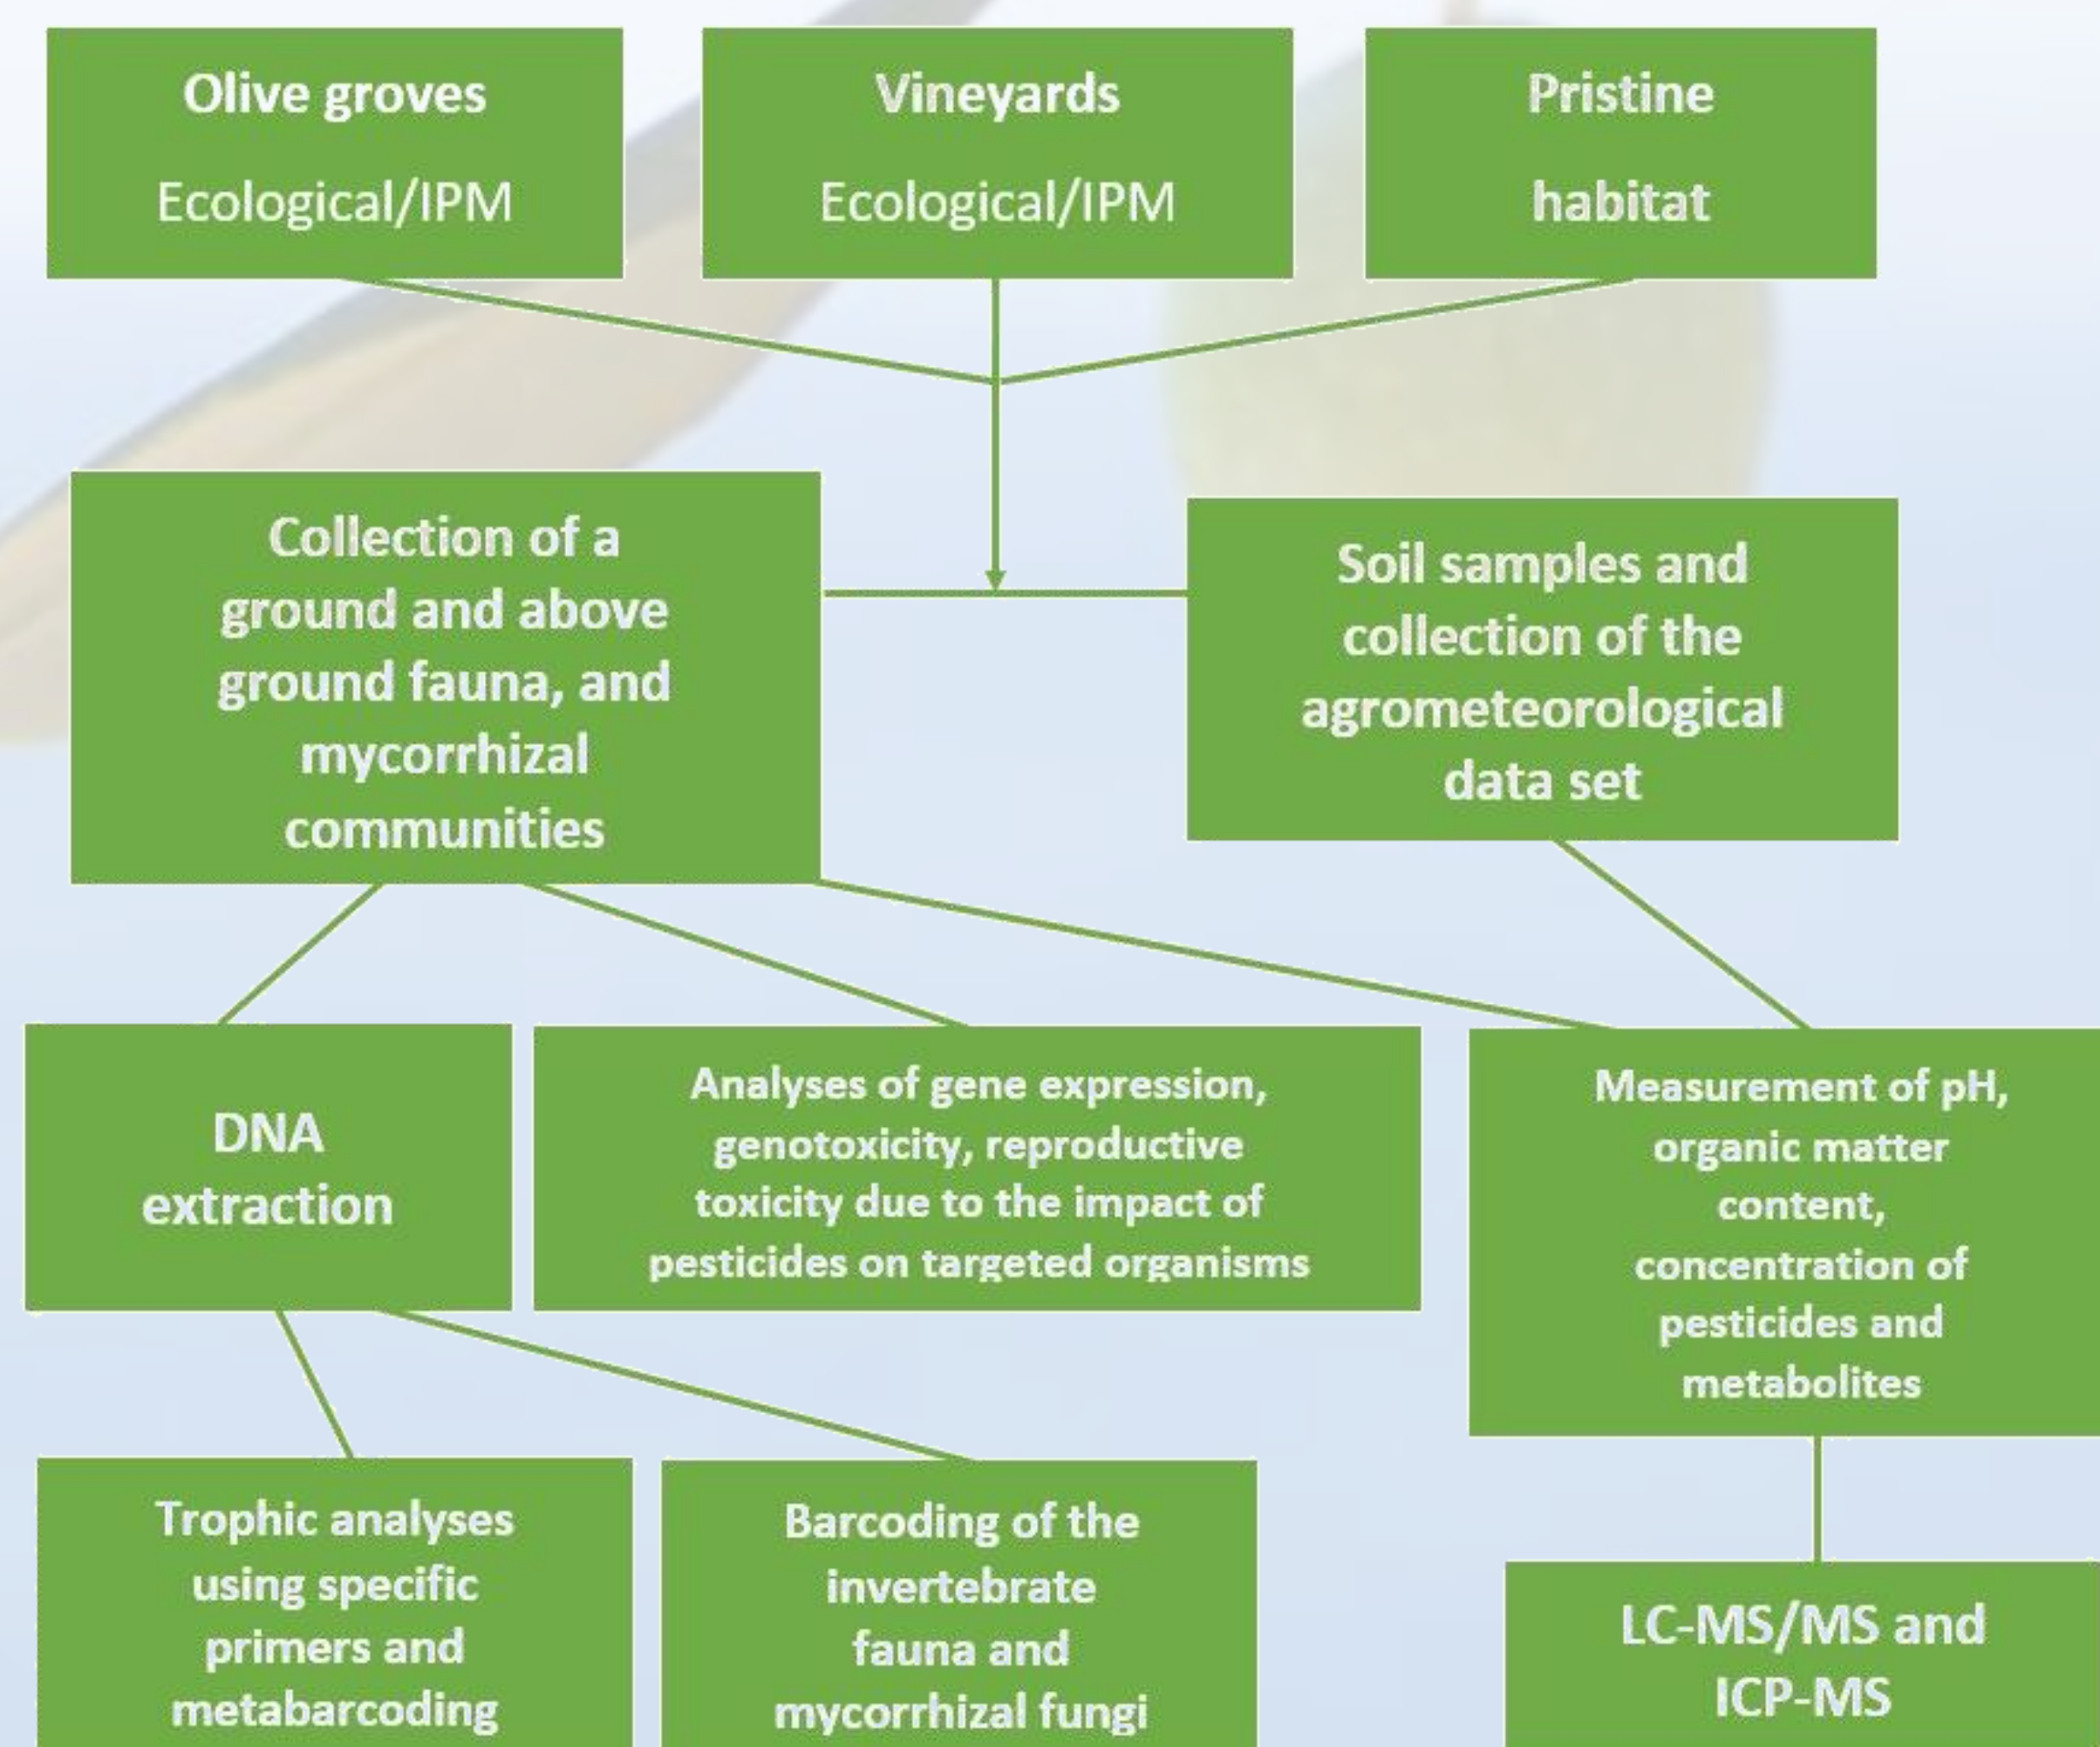 Olive groves
Ecological/IPM
Vineyards
Ecological/IPM
Pristine
habitat
Collection of a
ground and above
ground fauna, and
mycorrhizal
communities
Soil samples and
collection of the
agrometeorological
data set
DNA
extraction
Analyses of gene expression,
genotoxicity, reproductive
toxicity due to the impact of
pesticides on targeted organisms
Measurement of pH,
organic matter
content,
concentration of
pesticides and
metabolites
Trophic analyses
using specific
primers and
metabarcoding
Barcoding of the
invertebrate
fauna and
mycorrhizal fungi
LC-MS/MS and
ICP-MS